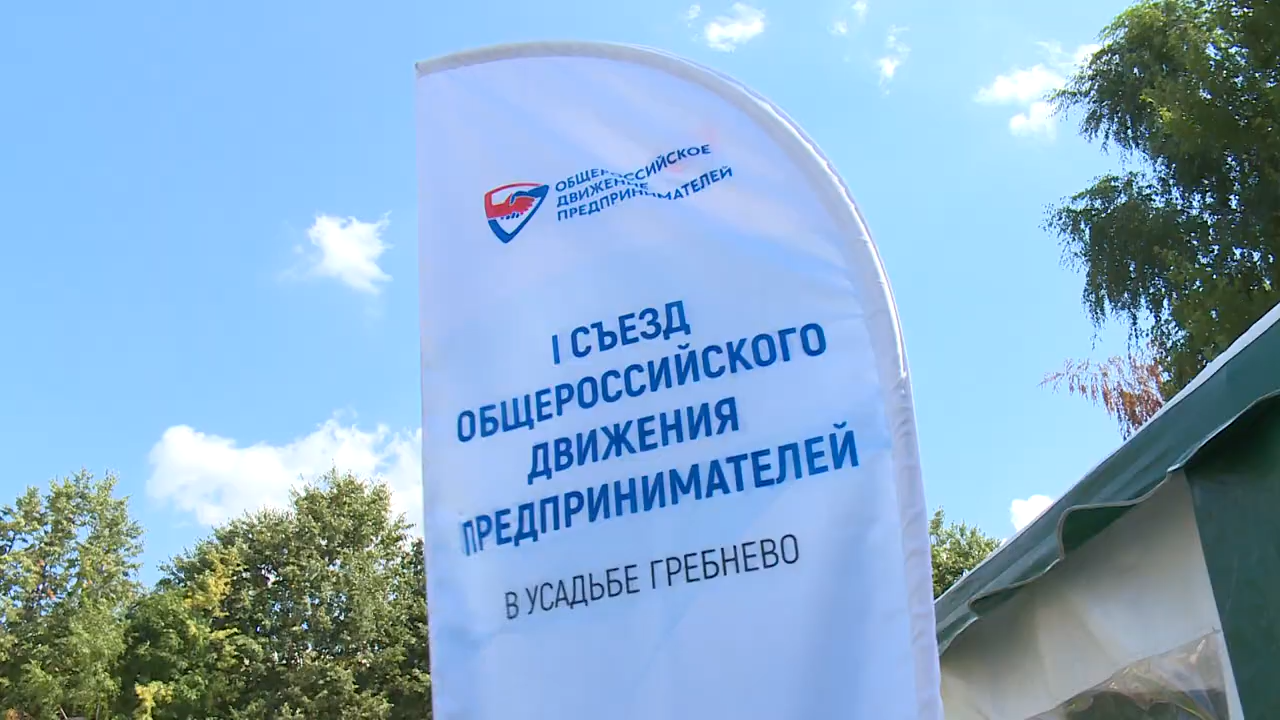 ОБЩЕРОССИЙСКОЕ
ДВИЖЕНИЕ
ПРЕДПРИНИМАТЕЛЕЙ
I СЪЕЗД
ОБЩЕРОССИЙСКОГО
ДВИЖЕНИЯ
ПРЕДПРИНИМАТЕЛЕЙ
В УСАДЬБЕ ГРЕБНЕВО